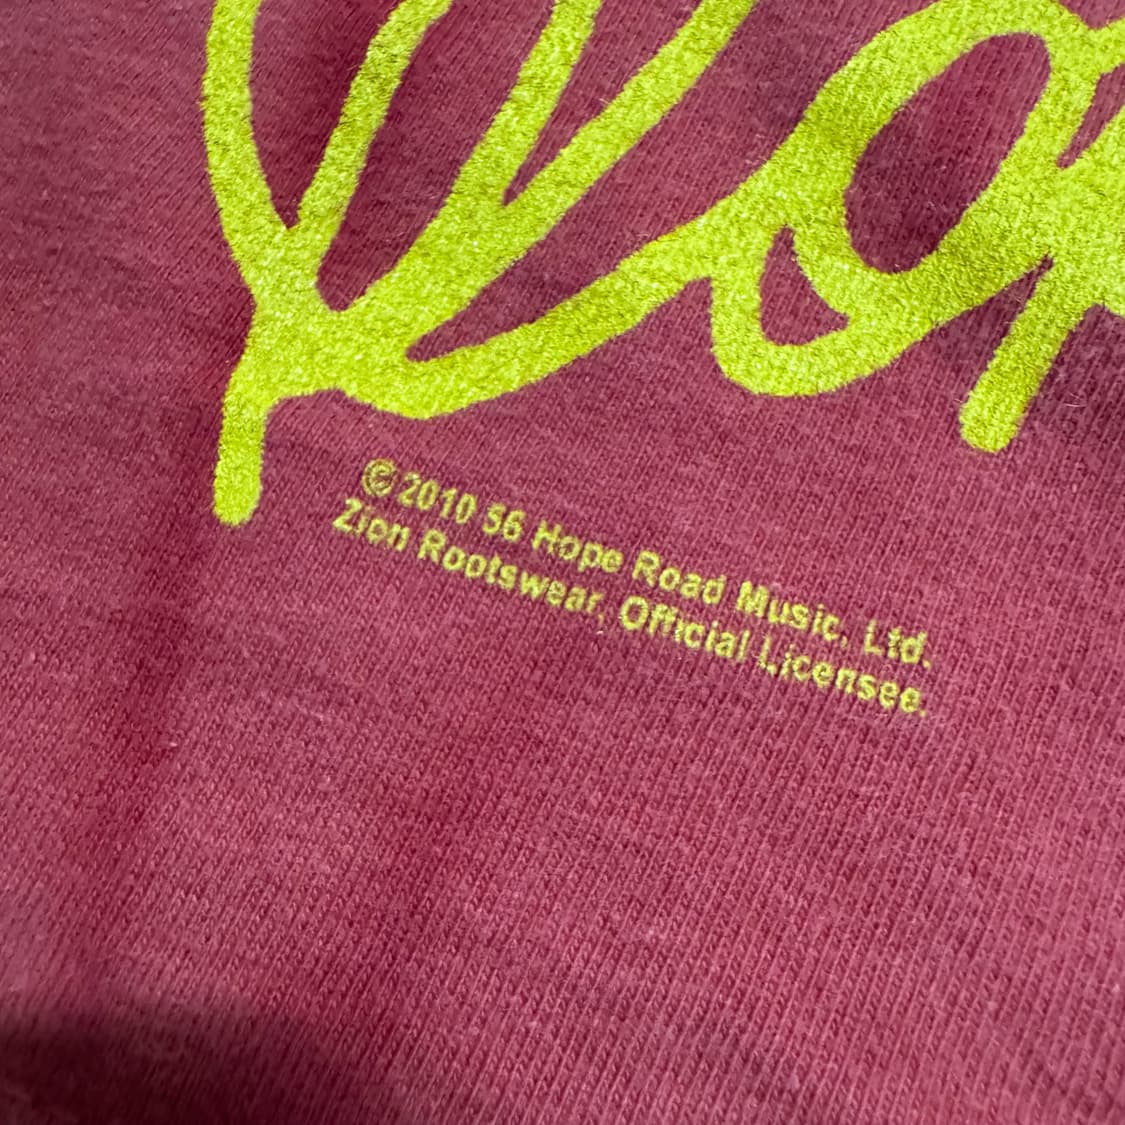 © 2010 56 Hope Road Music, Ltd.
Zion Rootswear, Official Licensee.